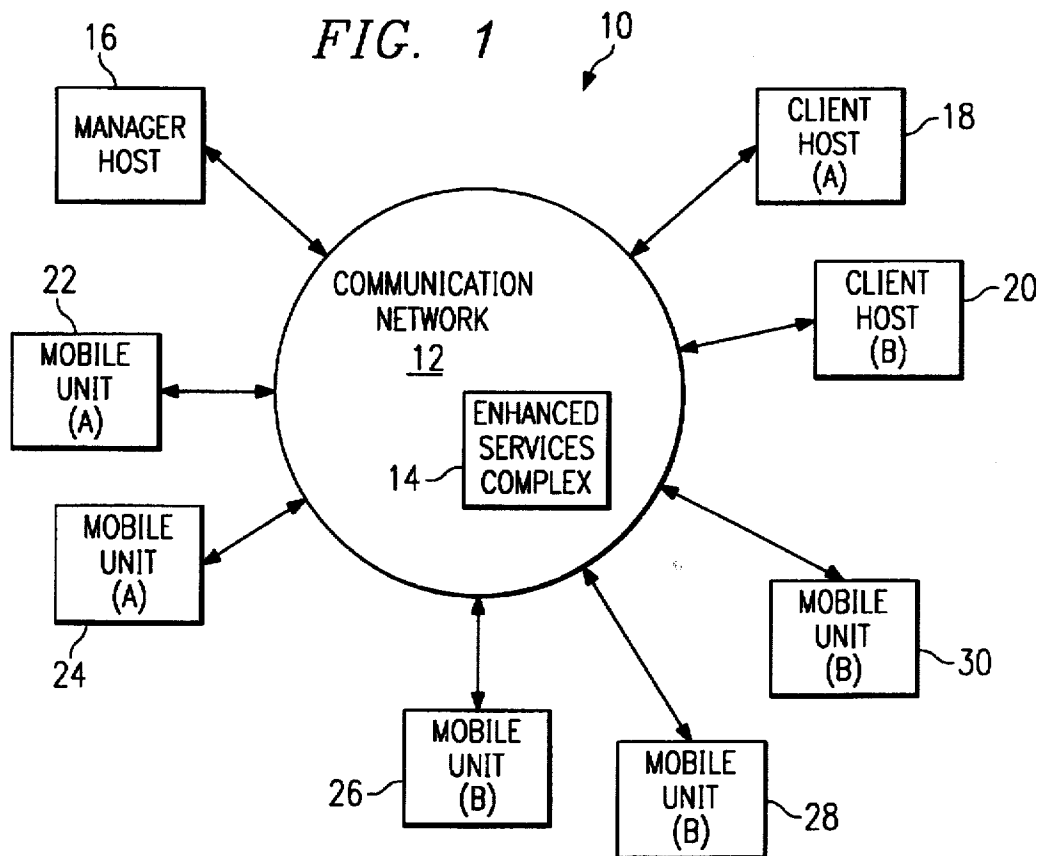 FIG. 1
10
16
MANAGER
HOST
CLIENT
HOST
(A)
18
22
MOBILE
UNIT
(A)
COMMUNICATION
NETWORK
12
CLIENT
HOST
(B)
20
14
ENHANCED
SERVICES
COMPLEX
MOBILE
UNIT
(A)
24
MOBILE
UNIT
(B)
30
26
MOBILE
UNIT
(B)
MOBILE
UNIT
(B)
28